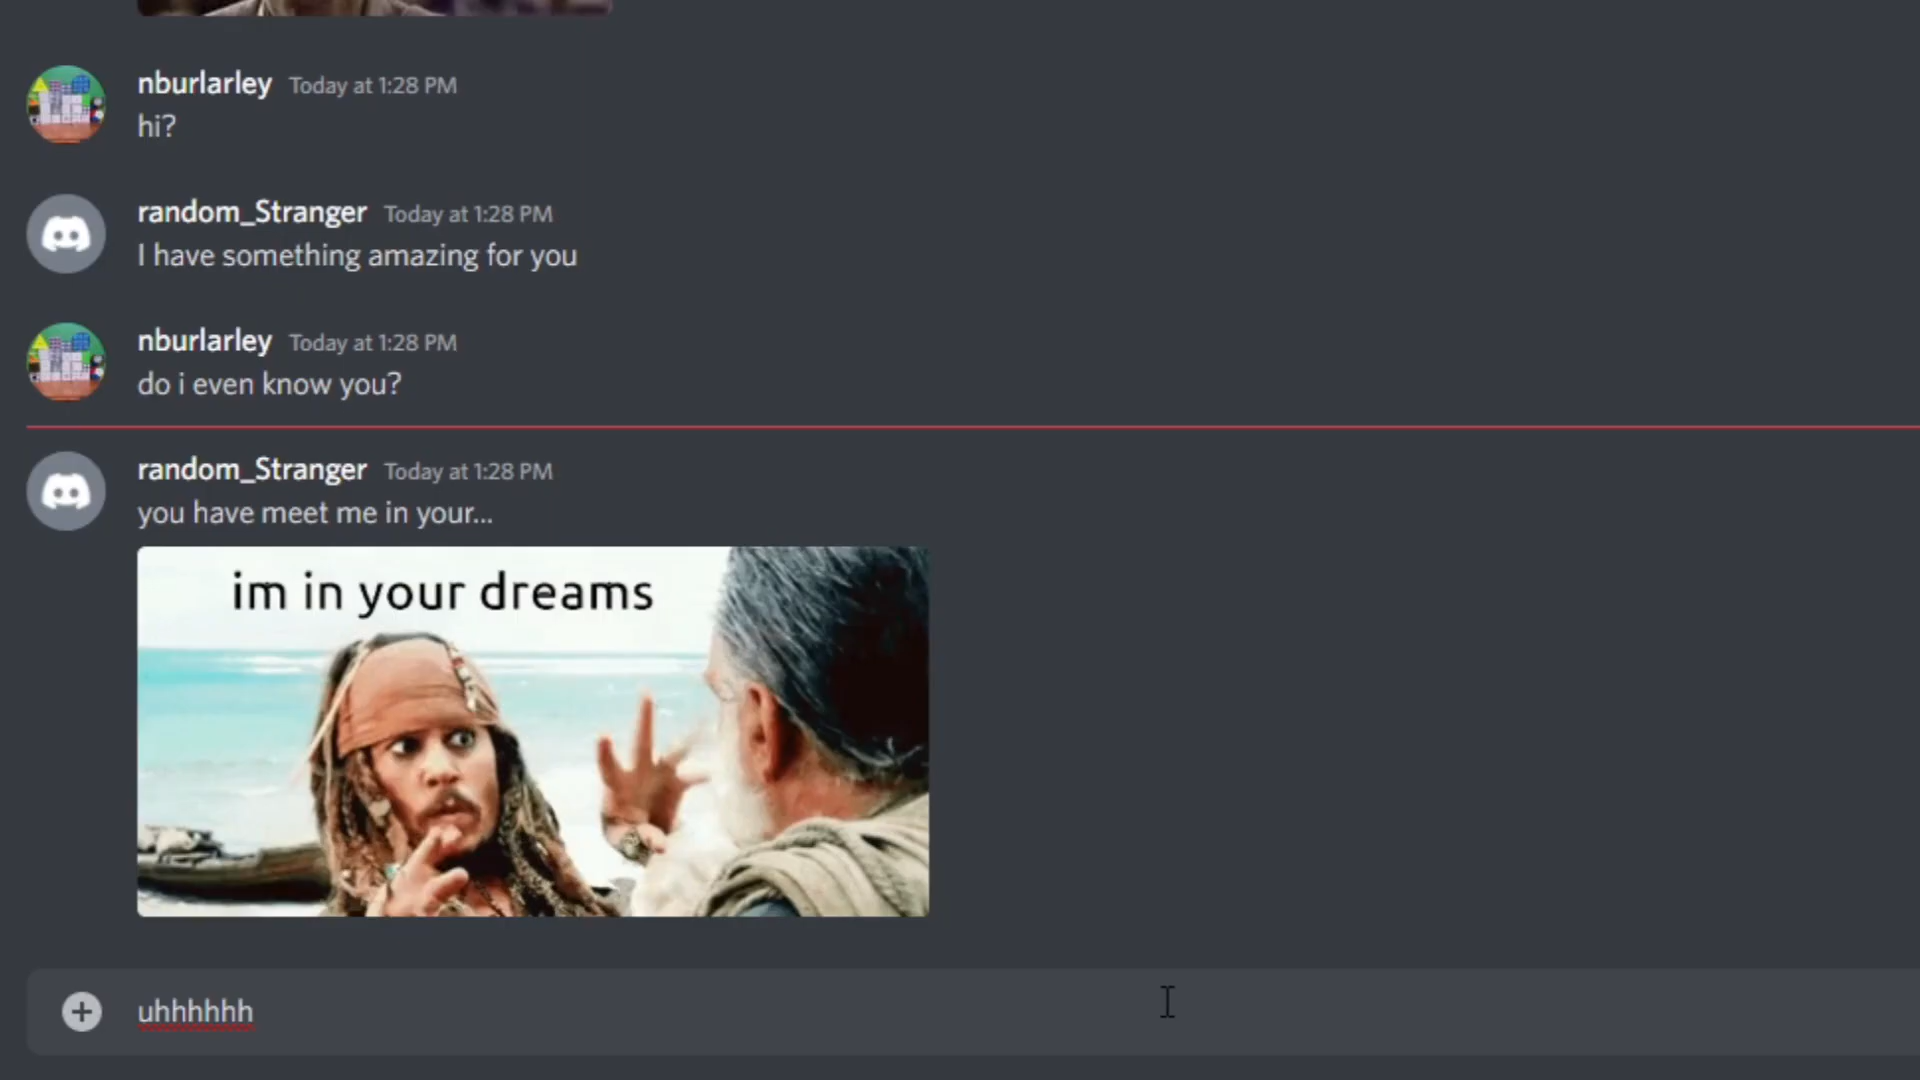 nburlarley Today at 1:28 PM
hi?
random_Stranger Today at 1:28 PM
I have something amazing for you
nburlarley Today at 1:28 PM
do i even know you?
random_Stranger Today at 1:28 PM
you have meet me in your...
im in your dreams
uhhhhhh